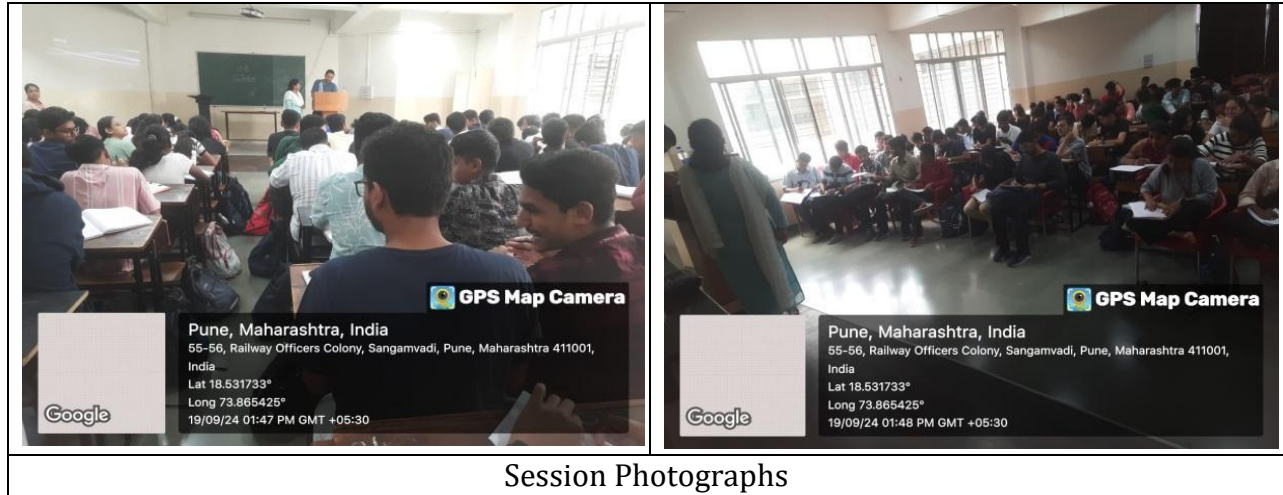 GPS Map Camera
Pune, Maharashtra, India
55-56, Railway Officers Colony, Sangamvadi, Pune, Maharashtra 411001,
India
Lat 18.531733°
Long 73.865425°
19/09/24 01:47 PM GMT +05:30
Google
GPS Map Camera
Pune, Maharashtra, India
55-56, Railway Officers Colony, Sangamvadi, Pune, Maharashtra 411001,
India
Lat 18.531733°
Long 73.865425°
19/09/24 01:48 PM GMT +05:30
Google
Session Photographs